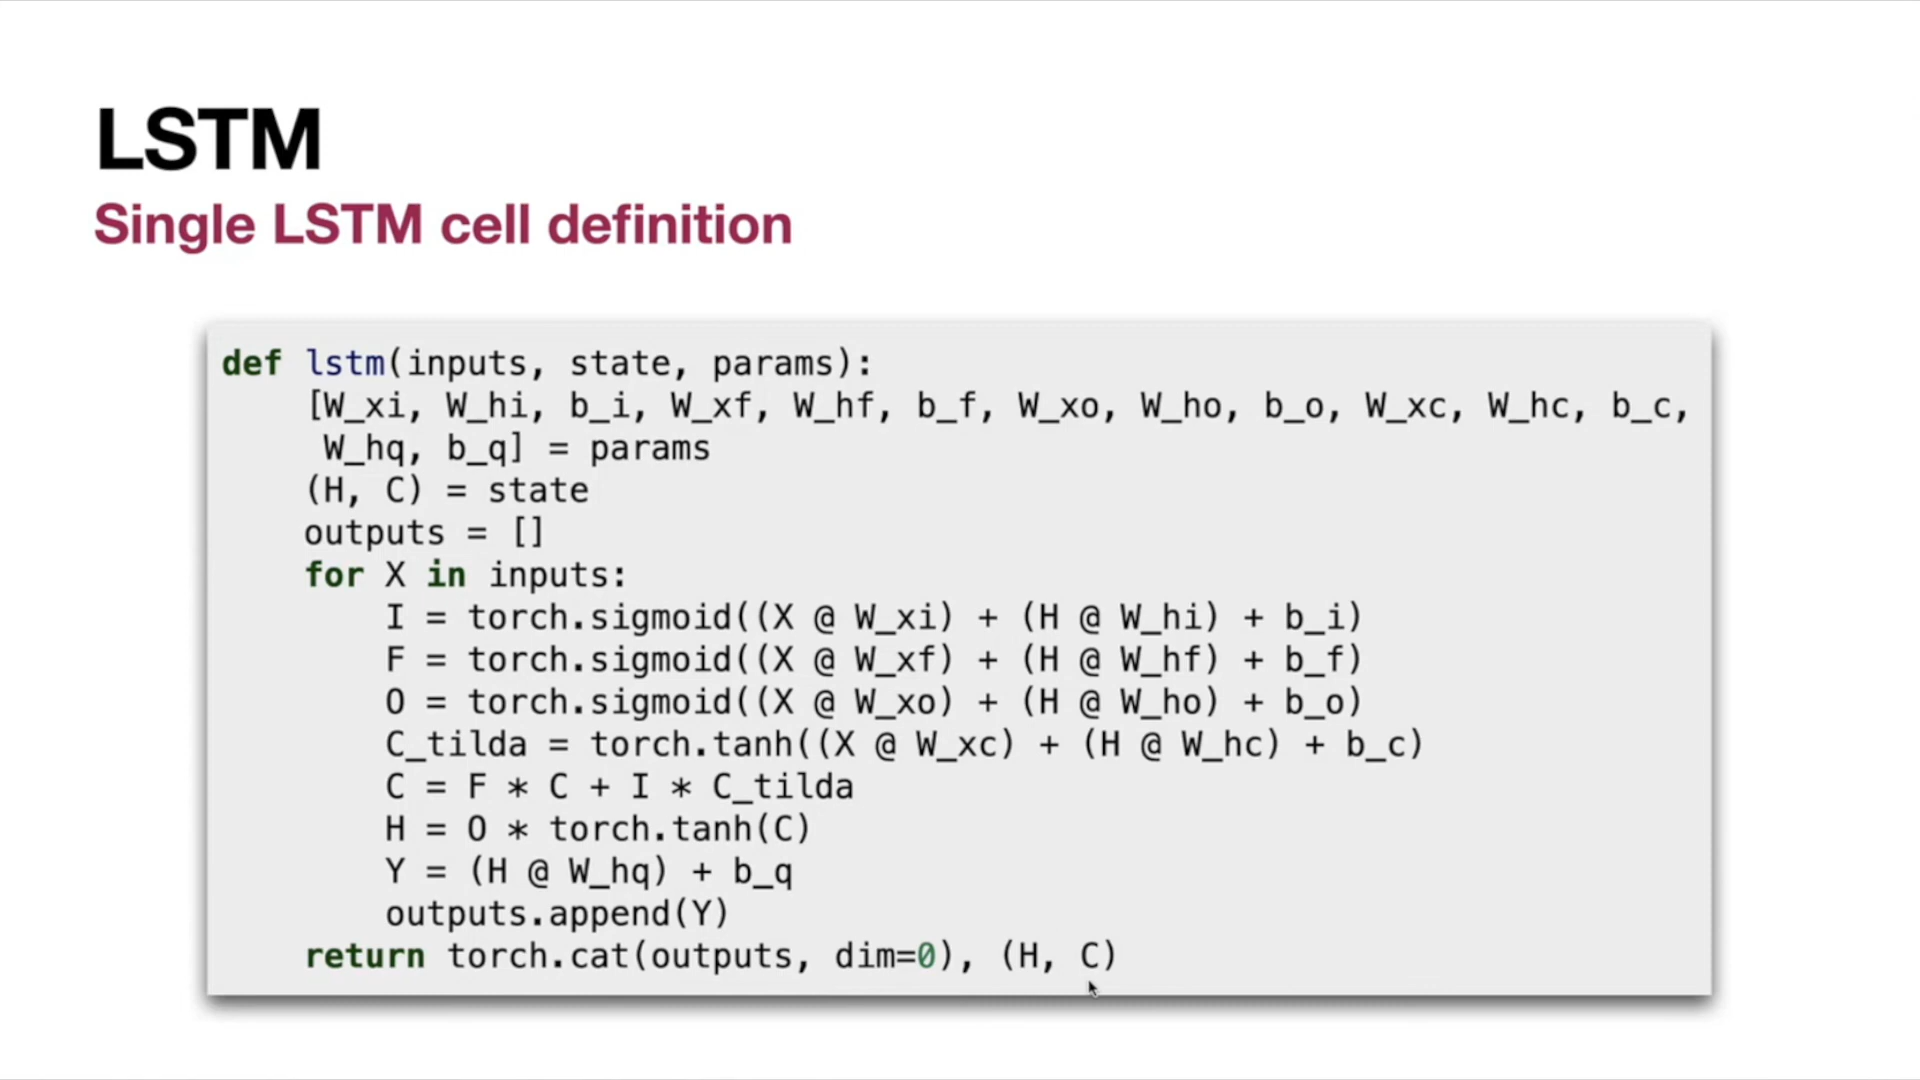 LSTM
Single LSTM cell definition
def lstm(inputs, state, params):
    [W_xi, W_hi, b_i, W_xf, W_hf, b_f, W_xo, W_ho, b_o, W_xc, W_hc, b_c,
     W_hq, b_q] = params
    (H, C) = state
    outputs = []
    for X in inputs:
        I = torch.sigmoid((X @ W_xi) + (H @ W_hi) + b_i)
        F = torch.sigmoid((X @ W_xf) + (H @ W_hf) + b_f)
        O = torch.sigmoid((X @ W_xo) + (H @ W_ho) + b_o)
        C_tilda = torch.tanh((X @ W_xc) + (H @ W_hc) + b_c)
        C = F * C + I * C_tilda
        H = O * torch.tanh(C)
        Y = (H @ W_hq) + b_q
        outputs.append(Y)
    return torch.cat(outputs, dim=0), (H, C)